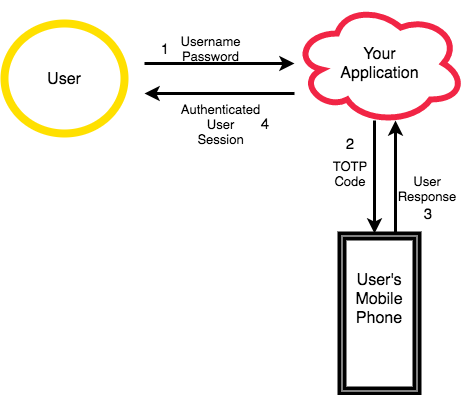 User
1
Username
Password
Your
Application
Authenticated
User
Session
4
2
TOTP
Code
User
Response
3
User's
Mobile
Phone